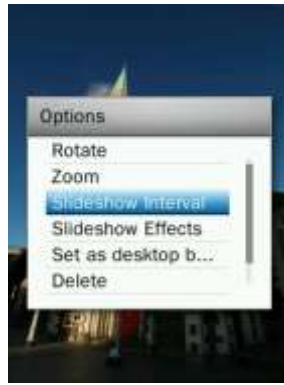 Options
Rotate
Zoom
Slideshow Interval
Slideshow Effects
Set as desktop b...
Delete